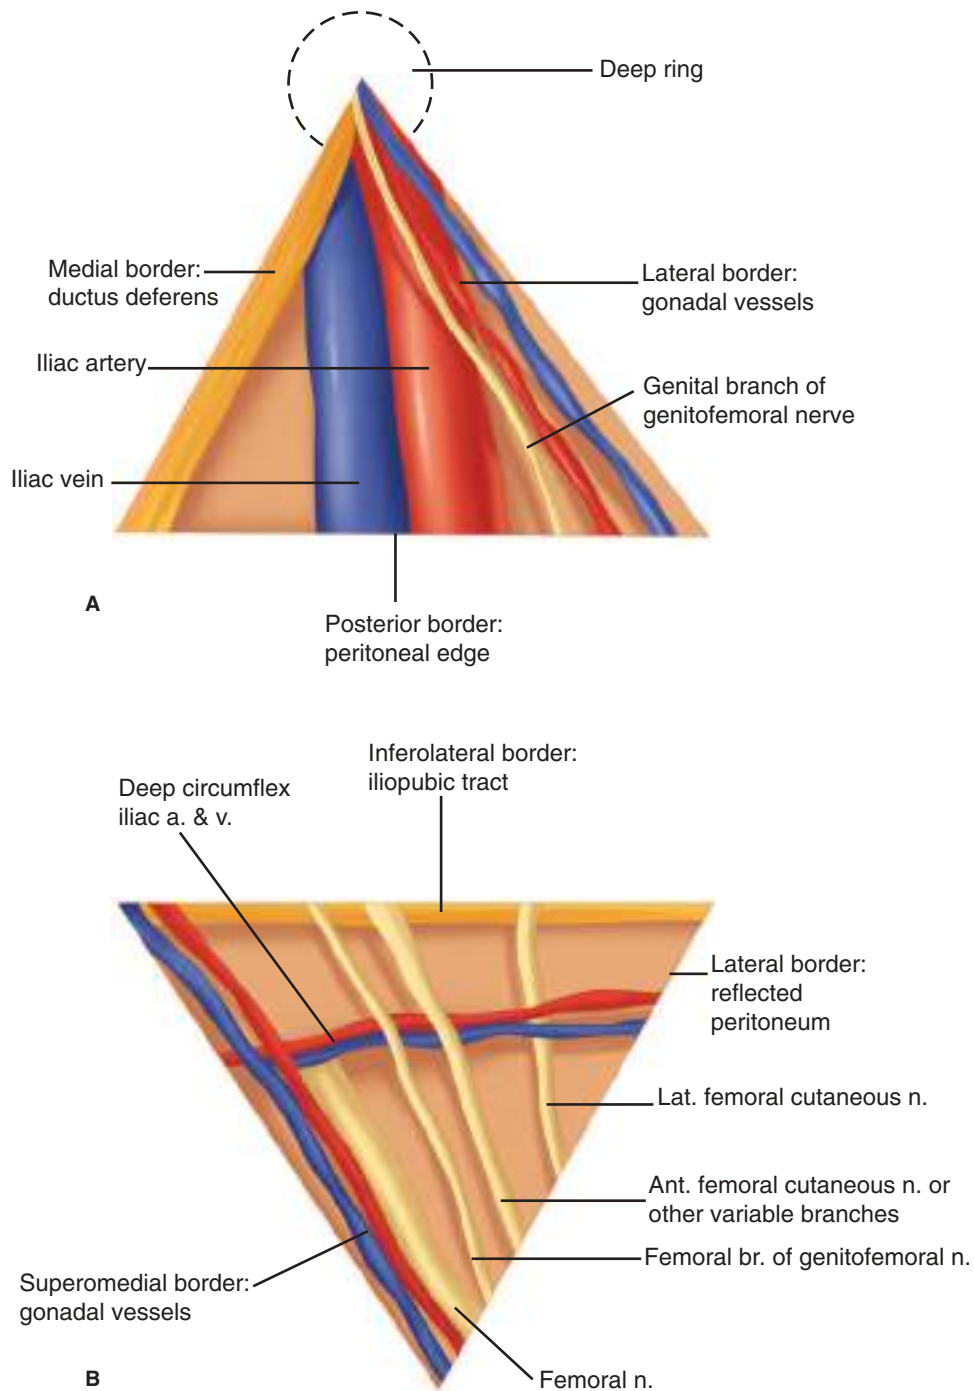 Deep ring
Medial border:
ductus deferens
Lateral border:
gonadal vessels
Iliac artery
Genital branch of
genitofemoral nerve
Iliac vein
A
Posterior border:
peritoneal edge
Inferolateral border:
iliopubic tract
Deep circumflex
iliac a. & v.
Lateral border:
reflected
peritoneum
Lat. femoral cutaneous n.
Ant. femoral cutaneous n. or
other variable branches
Femoral br. of genitofemoral n.
Superomedial border:
gonadal vessels
Femoral n.
B